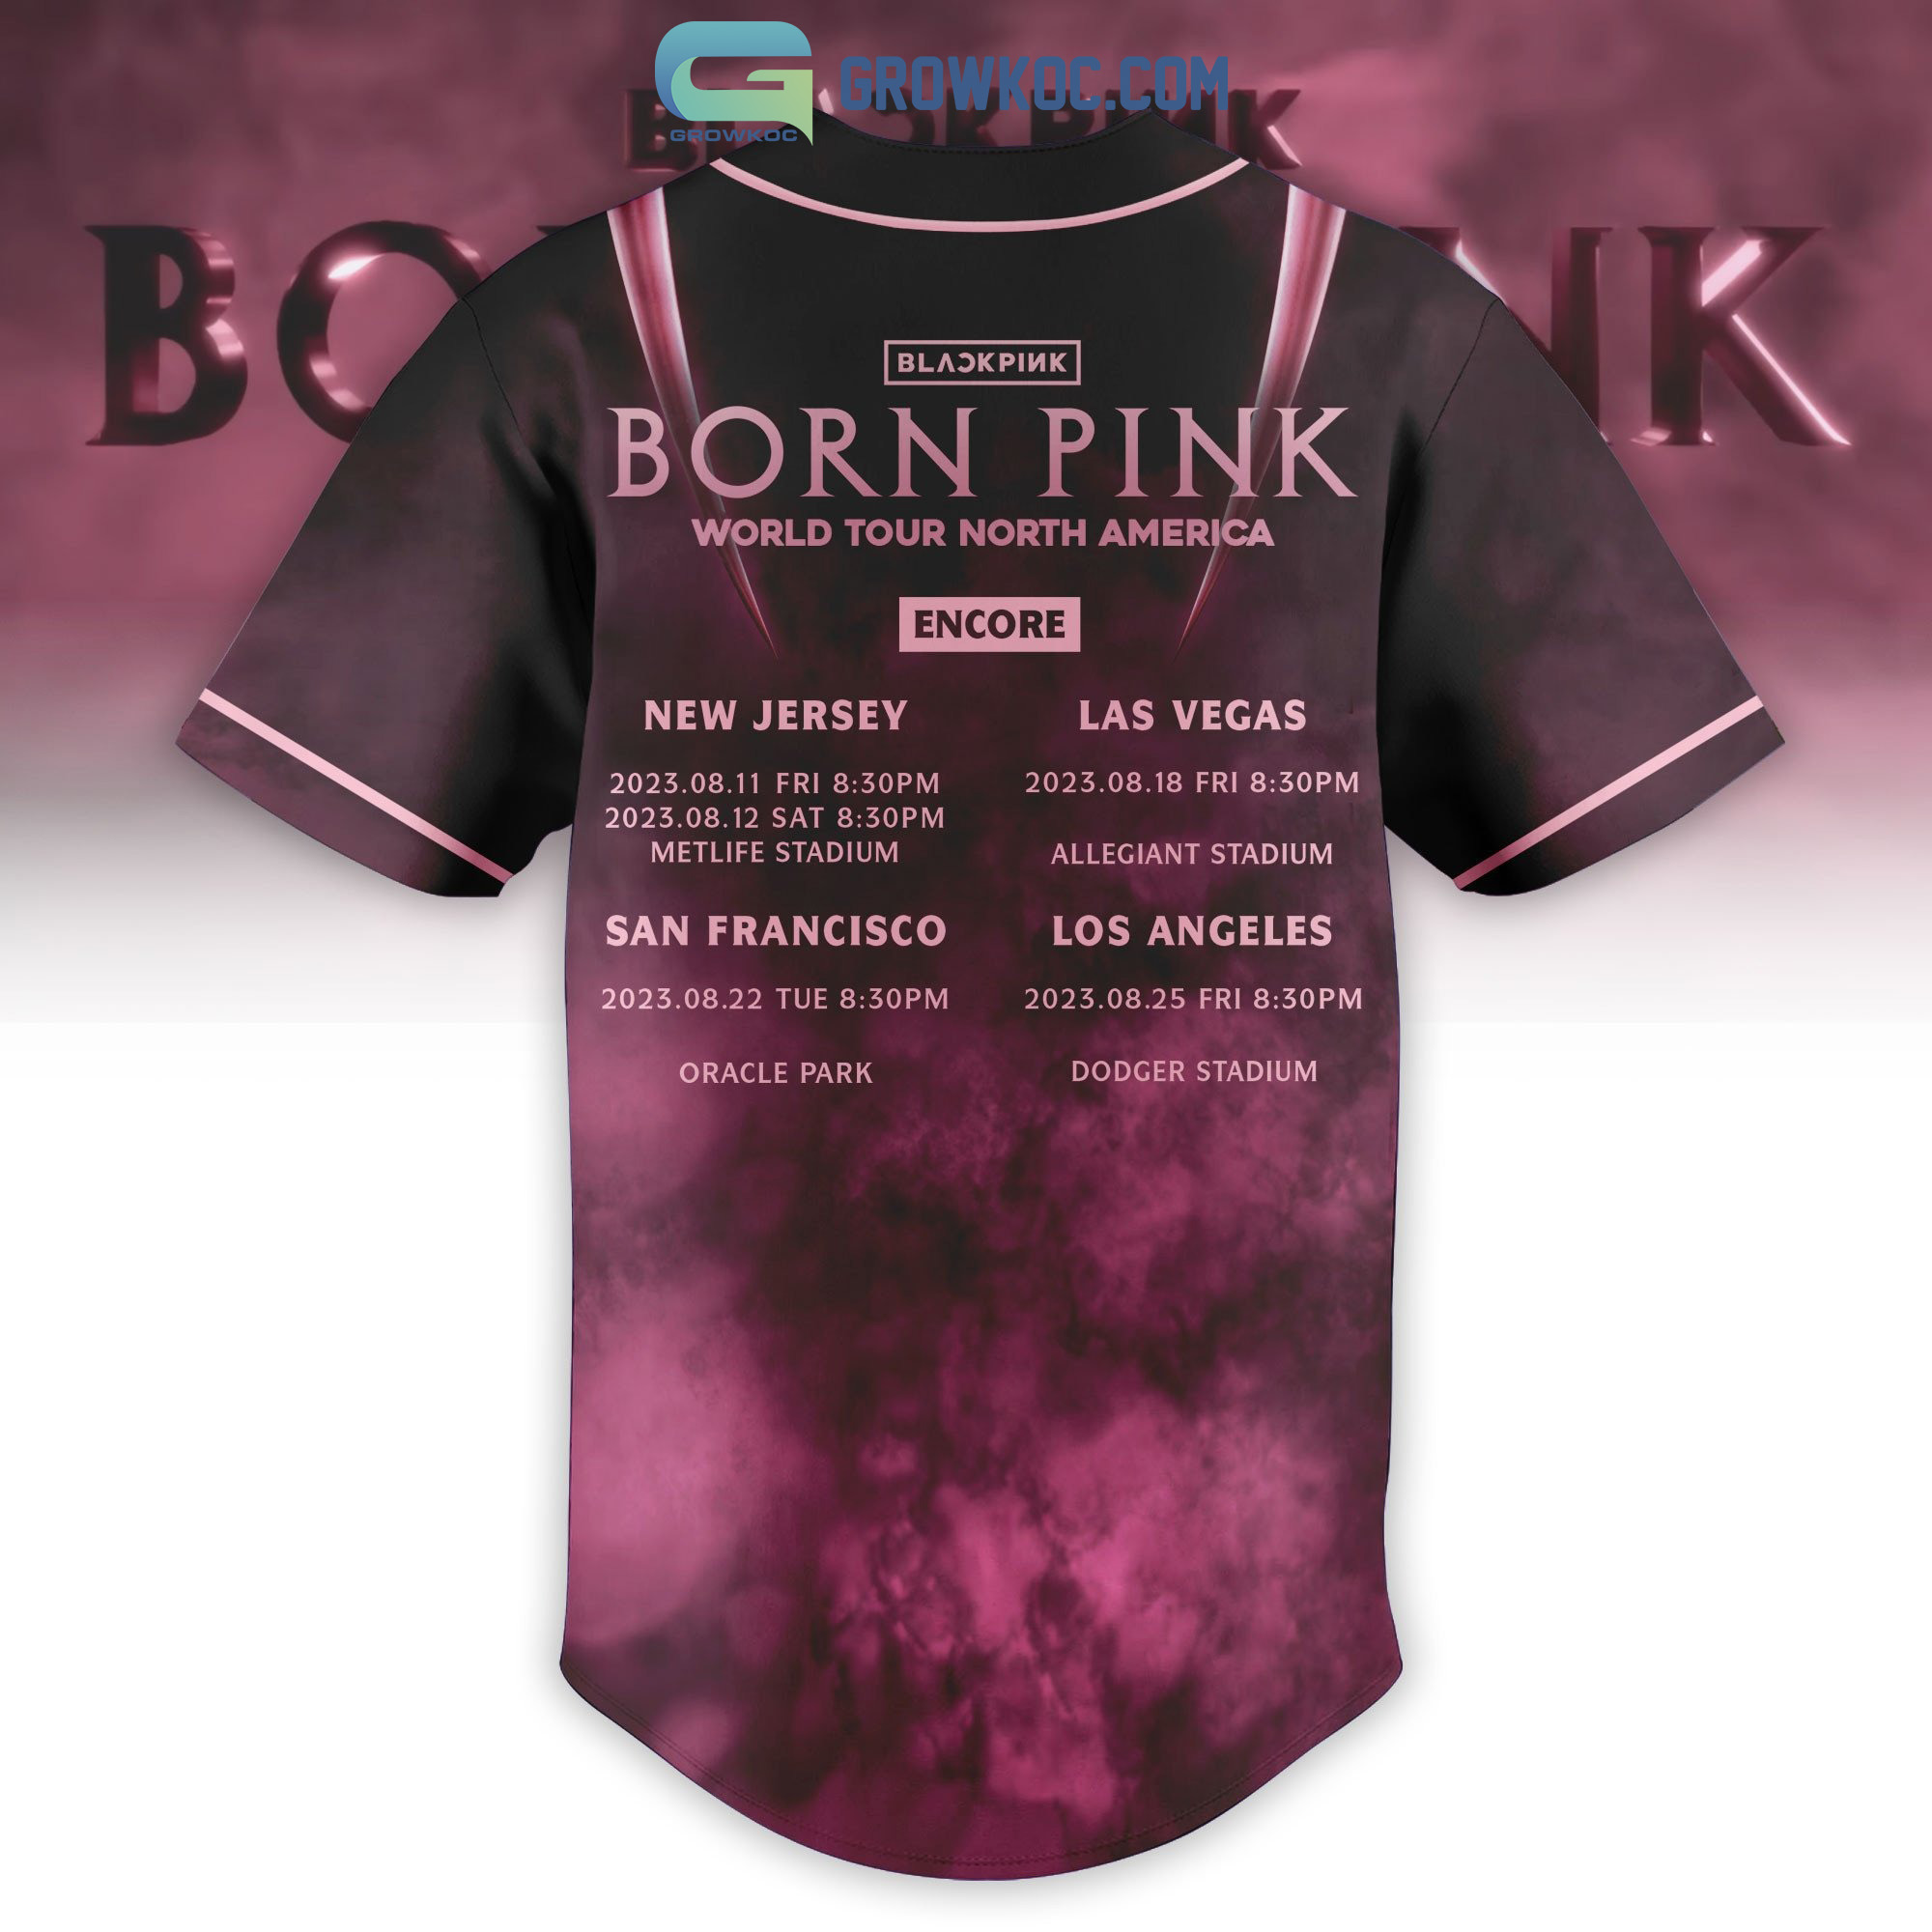 GROWKOC.COM
GROWKOC
BLACKPINK
BORN PINK
BLACKPINK
BORN PINK
WORLD TOUR NORTH AMERICA
ENCORE
NEW JERSEY
2023.08.11 FRI 8:30PM
2023.08.12 SAT 8:30PM
METLIFE STADIUM
LAS VEGAS
2023.08.18 FRI 8:30PM
ALLEGIANT STADIUM
SAN FRANCISCO
2023.08.22 TUE 8:30PM
ORACLE PARK
LOS ANGELES
2023.08.25 FRI 8:30PM
DODGER STADIUM